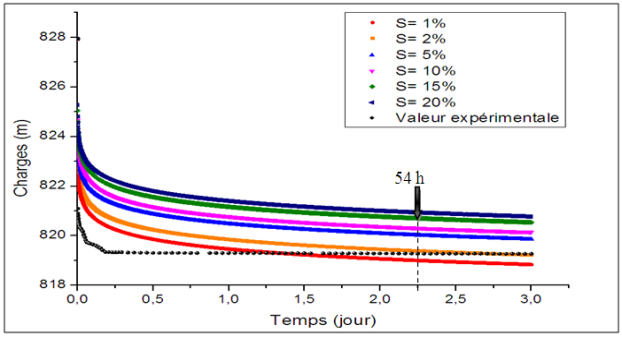 828
826
824
822
820
818
Charges (m)
S= 1%
S= 2%
S= 5%
S= 10%
S= 15%
S= 20%
Valeur expérimentale
54 h
0,0
0,5
1,0
1,5
2,0
2,5
3,0
Temps (jour)